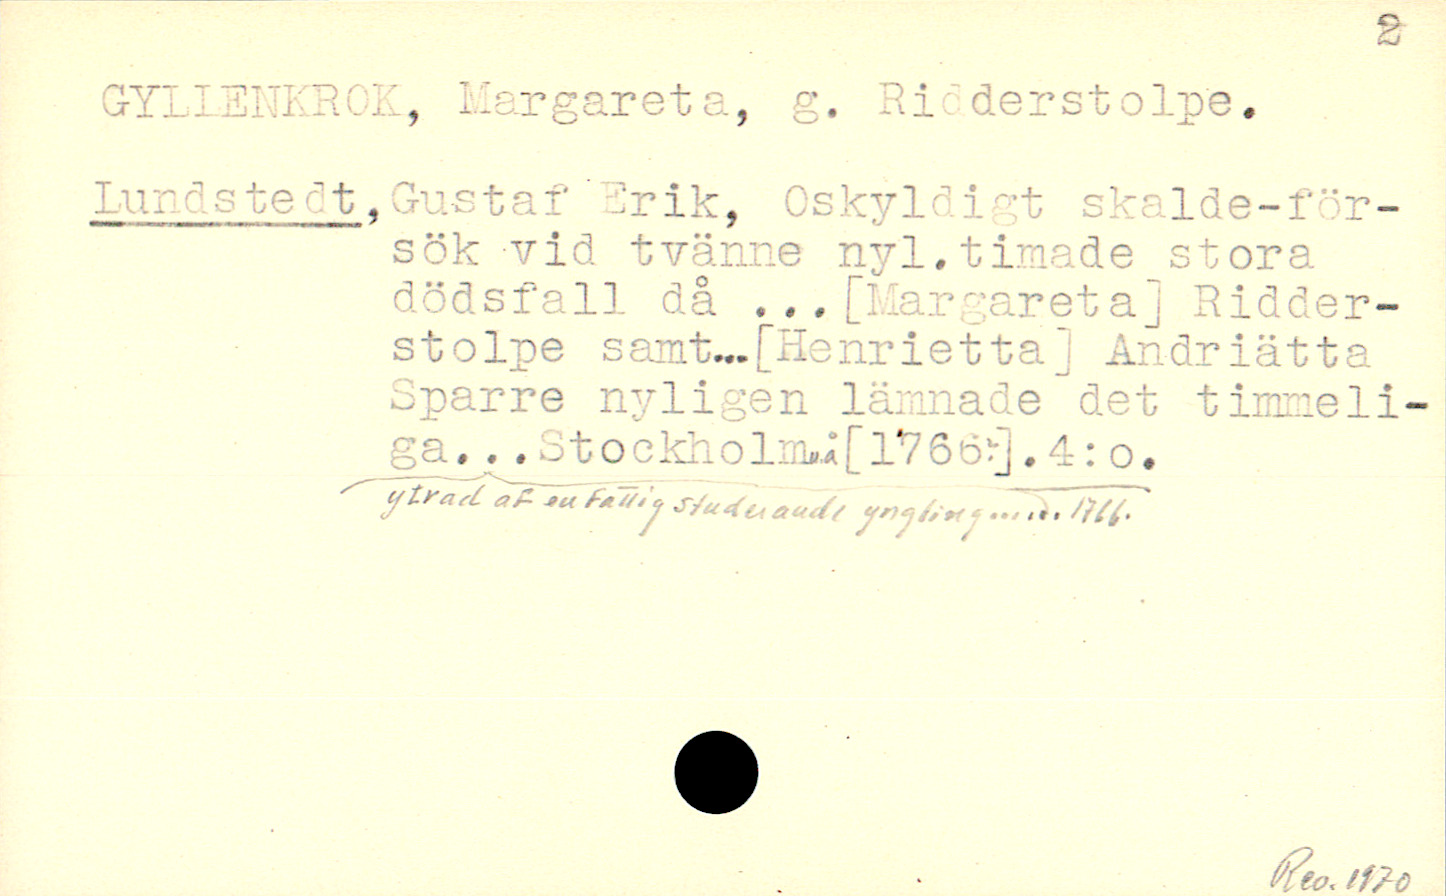 2
GYLLENKROK, Margareta, g. Ridderstolpe.
Lundstedt, Gustaf Erik, Oskyldigt skalde-för-
sök vid tvänne nyl.timade stora
dödsfall då ...[Margareta] Ridder-
stolpe samt...[Henrietta] Andriätta
Sparre nyligen lämnade det timmeli-
ga...Stockholm u.å [1766]. 4:o.
ytrad af en fattig studerande yngling ...... 1766.
Rev. 1970